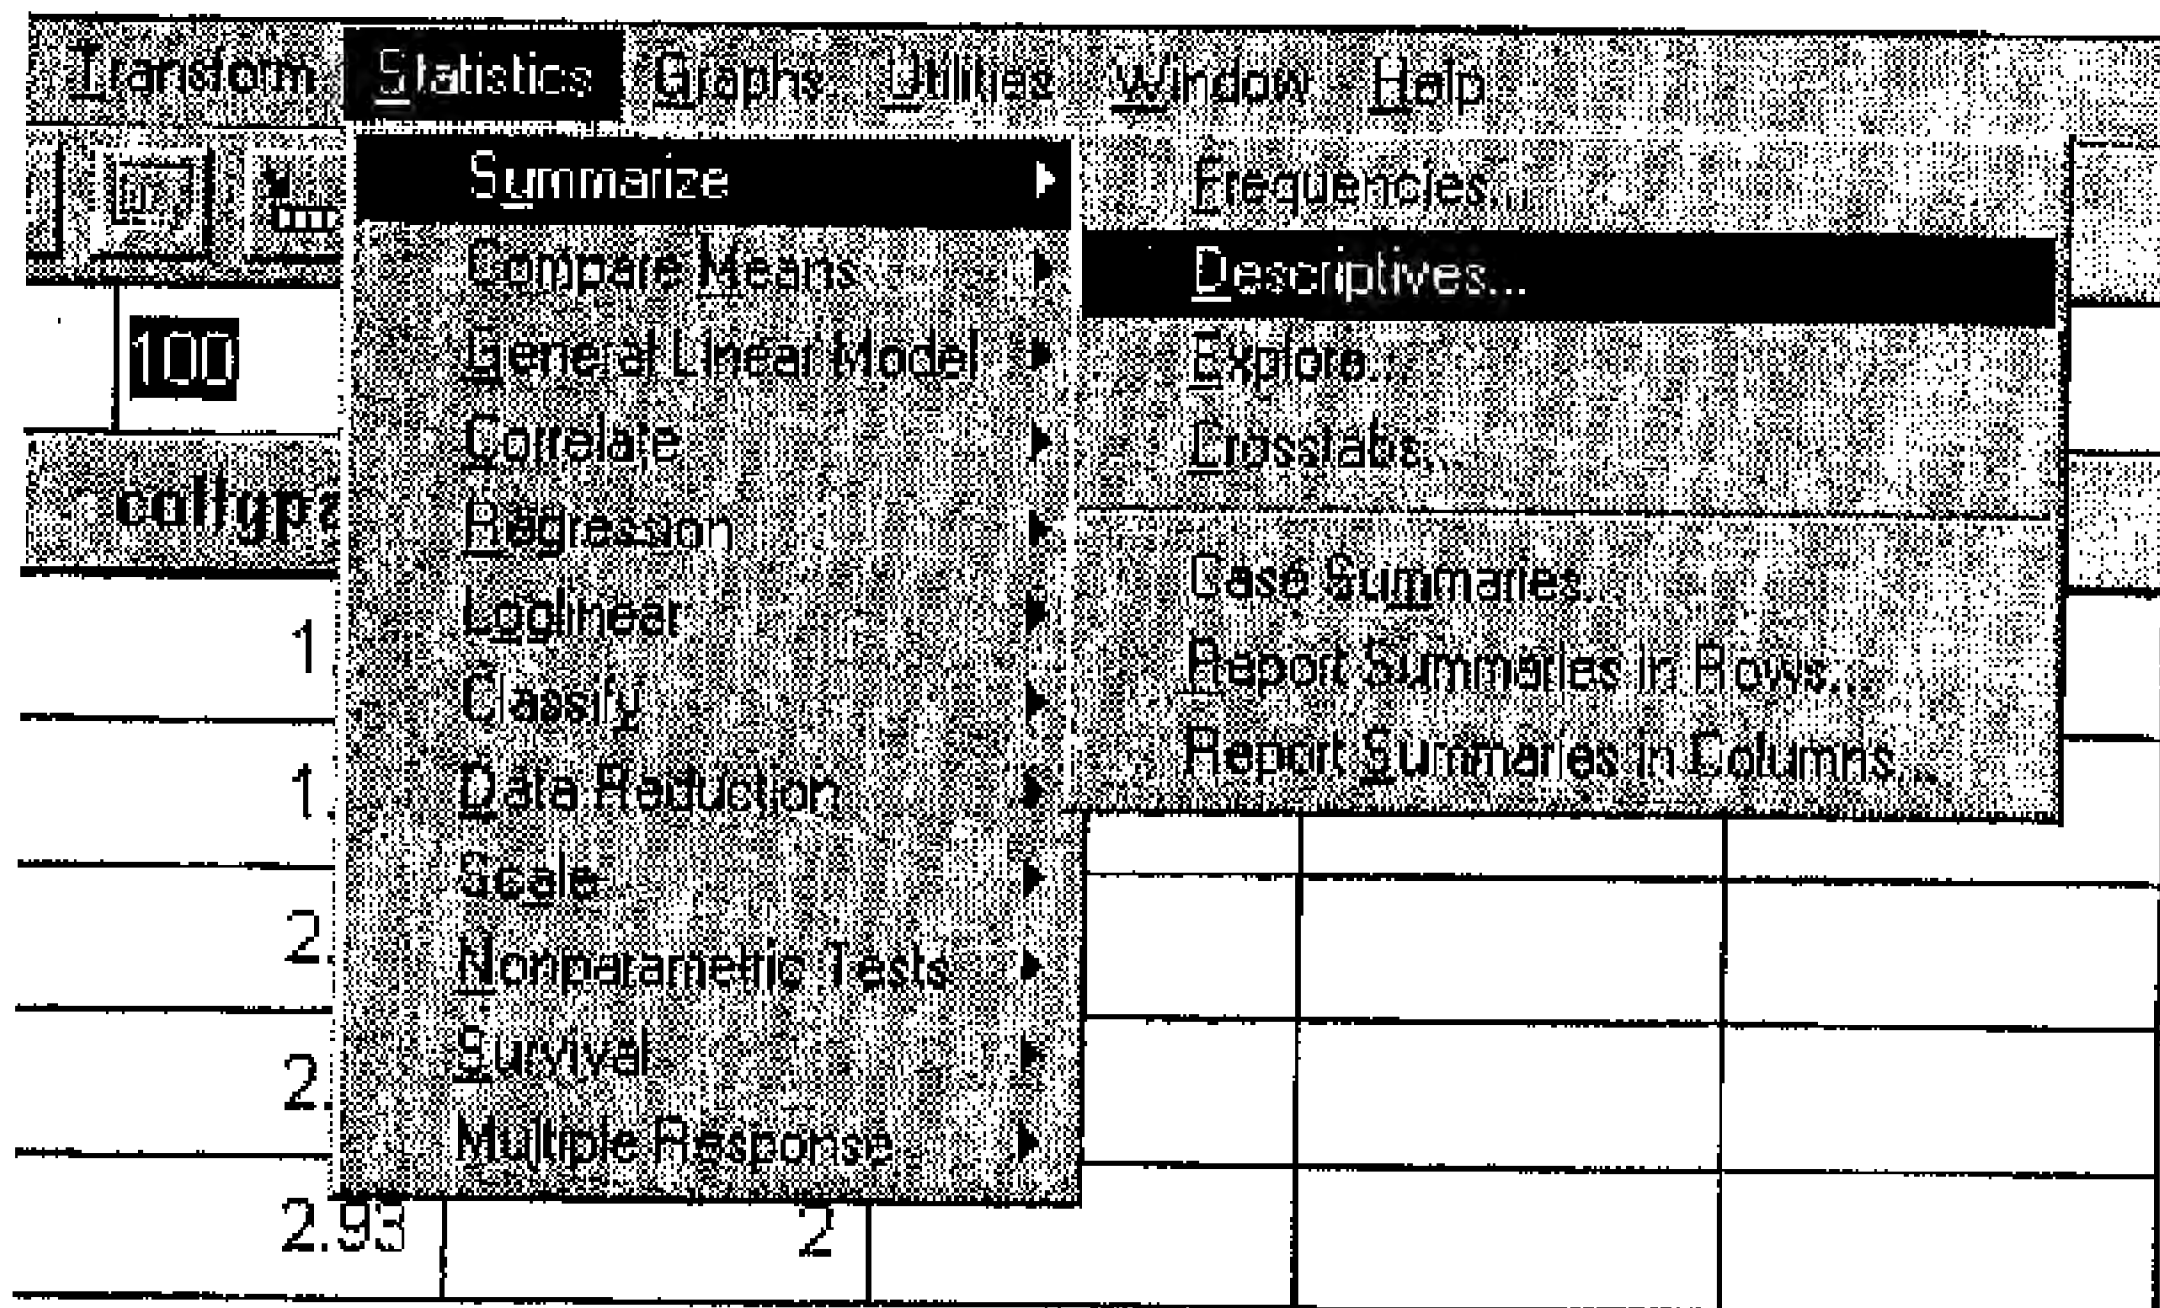 Transform Statistics Graphs Utilities Window Help
Summarize
Compare Means
General Linear Model
Correlate
Regression
Loglinear
Classify
Data Reduction
Scale
Nonparametric Tests
Survival
Multiple Response
Frequencies...
Descriptives...
Explore...
Crosstabs...
Case Summaries...
Report Summaries in Rows...
Report Summaries in Columns...
100
1
1.
2.
2.
2.93 2